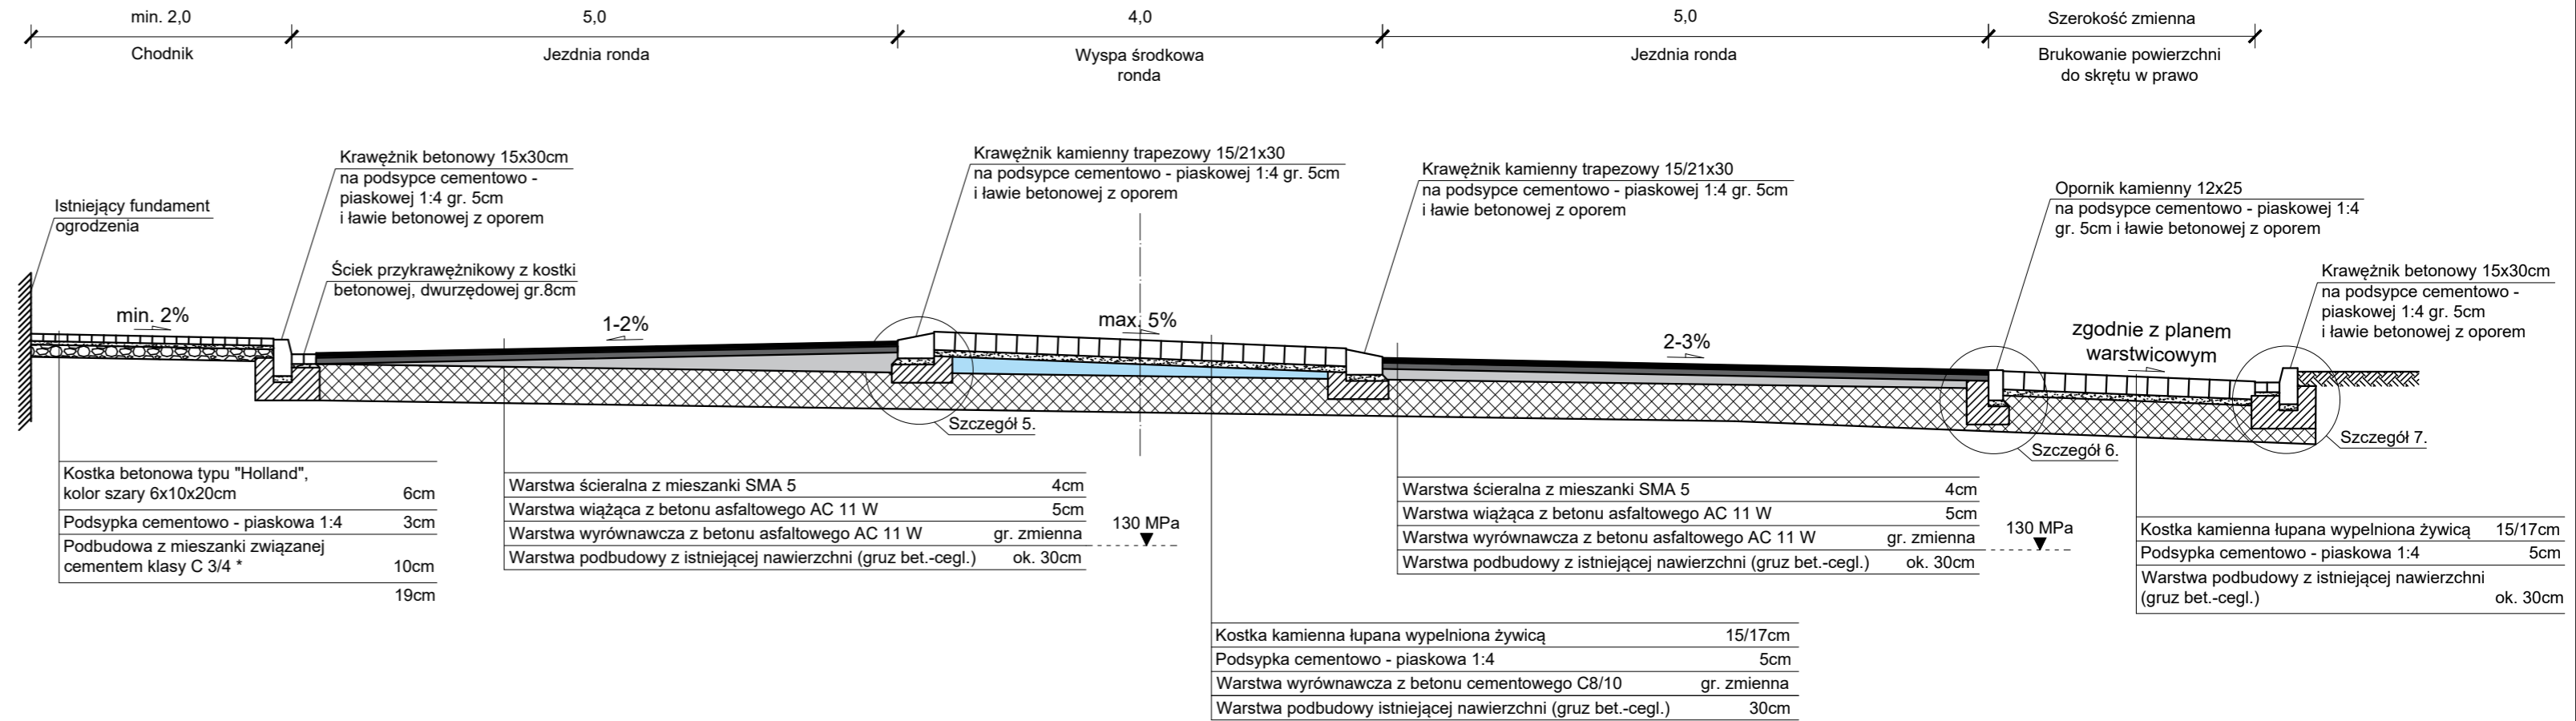 min. 2,0
5,0
4,0
5,0
Szerokość zmienna
Chodnik
Jezdnia ronda
Wyspa środkowa
ronda
Jezdnia ronda
Brukowanie powierzchni
do skrętu w prawo
Istniejący fundament
ogrodzenia
Krawężnik betonowy 15x30cm
na podsypce cementowo -
piaskowej 1:4 gr. 5cm
i ławie betonowej z oporem
Ściek przykrawężnikowy z kostki
betonowej, dwurzędowej gr.8cm
Krawężnik kamienny trapezowy 15/21x30
na podsypce cementowo - piaskowej 1:4 gr. 5cm
i ławie betonowej z oporem
Krawężnik kamienny trapezowy 15/21x30
na podsypce cementowo - piaskowej 1:4 gr. 5cm
i ławie betonowej z oporem
Opornik kamienny 12x25
na podsypce cementowo - piaskowej 1:4
gr. 5cm i ławie betonowej z oporem
Krawężnik betonowy 15x30cm
na podsypce cementowo -
piaskowej 1:4 gr. 5cm
i ławie betonowej z oporem
min. 2%
1-2%
max. 5%
2-3%
zgodnie z planem
warstwicowym
Szczegół 5.
Szczegół 6.
Szczegół 7.
Kostka betonowa typu "Holland",
kolor szary 6x10x20cm 6cm
Podsypka cementowo - piaskowa 1:4 3cm
Podbudowa z mieszanki związanej
cementem klasy C 3/4 * 10cm
19cm
Warstwa ścieralna z mieszanki SMA 5 4cm
Warstwa wiążąca z betonu asfaltowego AC 11 W 5cm
Warstwa wyrównawcza z betonu asfaltowego AC 11 W gr. zmienna
Warstwa podbudowy z istniejącej nawierzchni (gruz bet.-cegl.) ok. 30cm
130 MPa
Kostka kamienna łupana wypelniona żywicą 15/17cm
Podsypka cementowo - piaskowa 1:4 5cm
Warstwa wyrównawcza z betonu cementowego C8/10 gr. zmienna
Warstwa podbudowy istniejącej nawierzchni (gruz bet.-cegl.) 30cm
Warstwa ścieralna z mieszanki SMA 5 4cm
Warstwa wiążąca z betonu asfaltowego AC 11 W 5cm
Warstwa wyrównawcza z betonu asfaltowego AC 11 W gr. zmienna
Warstwa podbudowy z istniejącej nawierzchni (gruz bet.-cegl.) ok. 30cm
130 MPa
Kostka kamienna łupana wypelniona żywicą 15/17cm
Podsypka cementowo - piaskowa 1:4 5cm
Warstwa podbudowy z istniejącej nawierzchni
(gruz bet.-cegl.) ok. 30cm